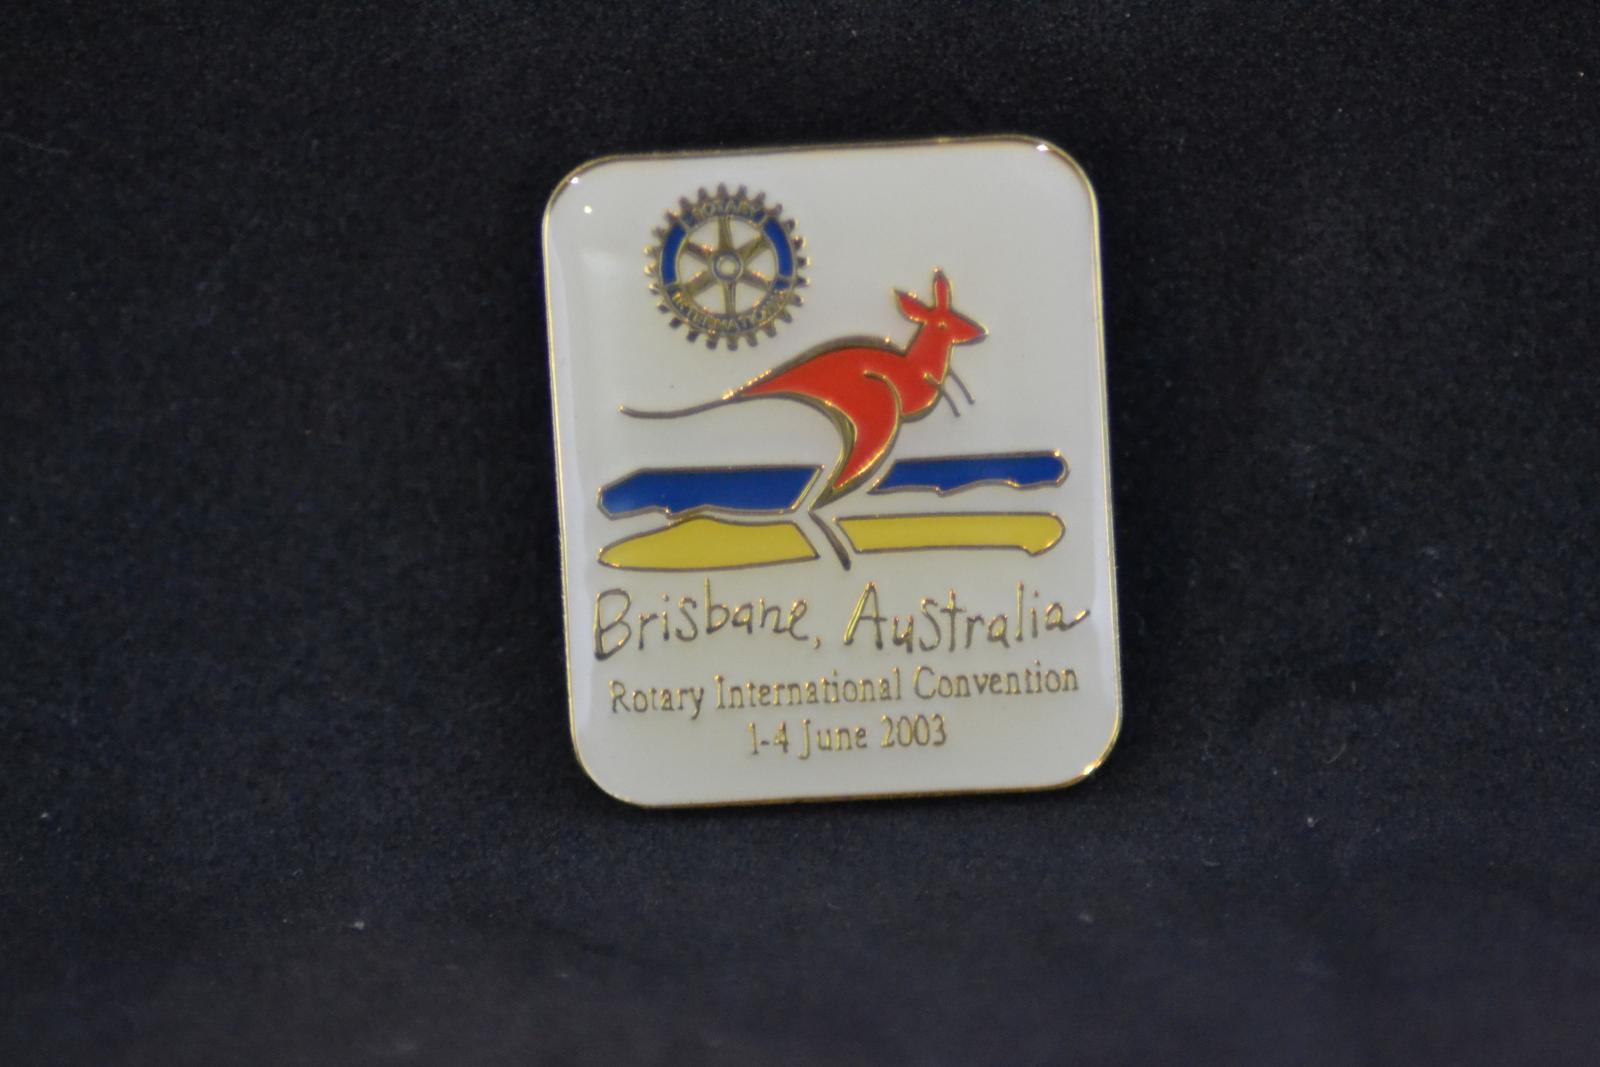 ROTARY
INTERNATIONAL
Brisbane, Australia
Rotary International Convention
1-4 June 2003